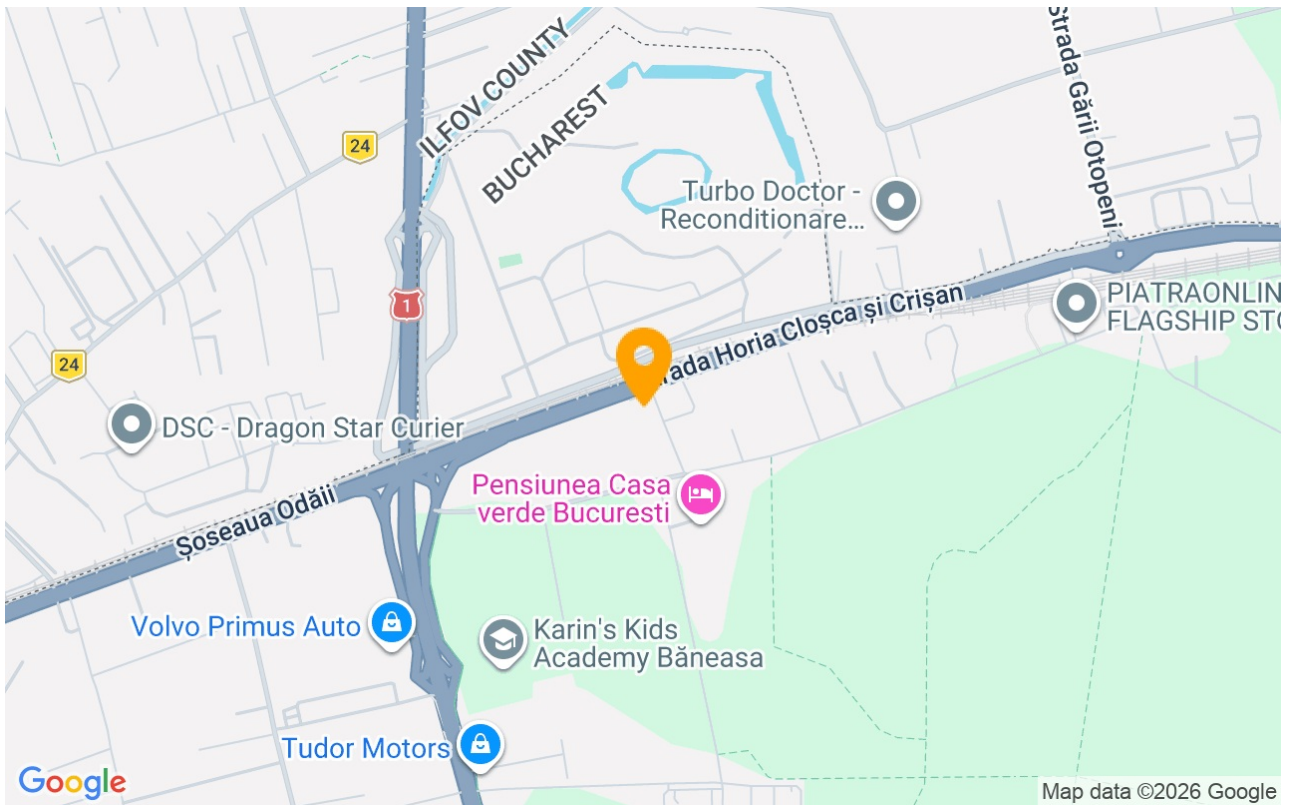 Strada Gării Otopeni
ILFOV COUNTY
BUCHAREST
24
Turbo Doctor -
Reconditionare...
1
PIATRAONLIN
FLAGSHIP STO
rada Horia Cloșca și Crișan
24
DSC - Dragon Star Curier
Pensiunea Casa
verde Bucuresti
Șoseaua Odăii
Volvo Primus Auto
Karin's Kids
Academy Băneasa
Tudor Motors
Google
Map data ©2026 Google